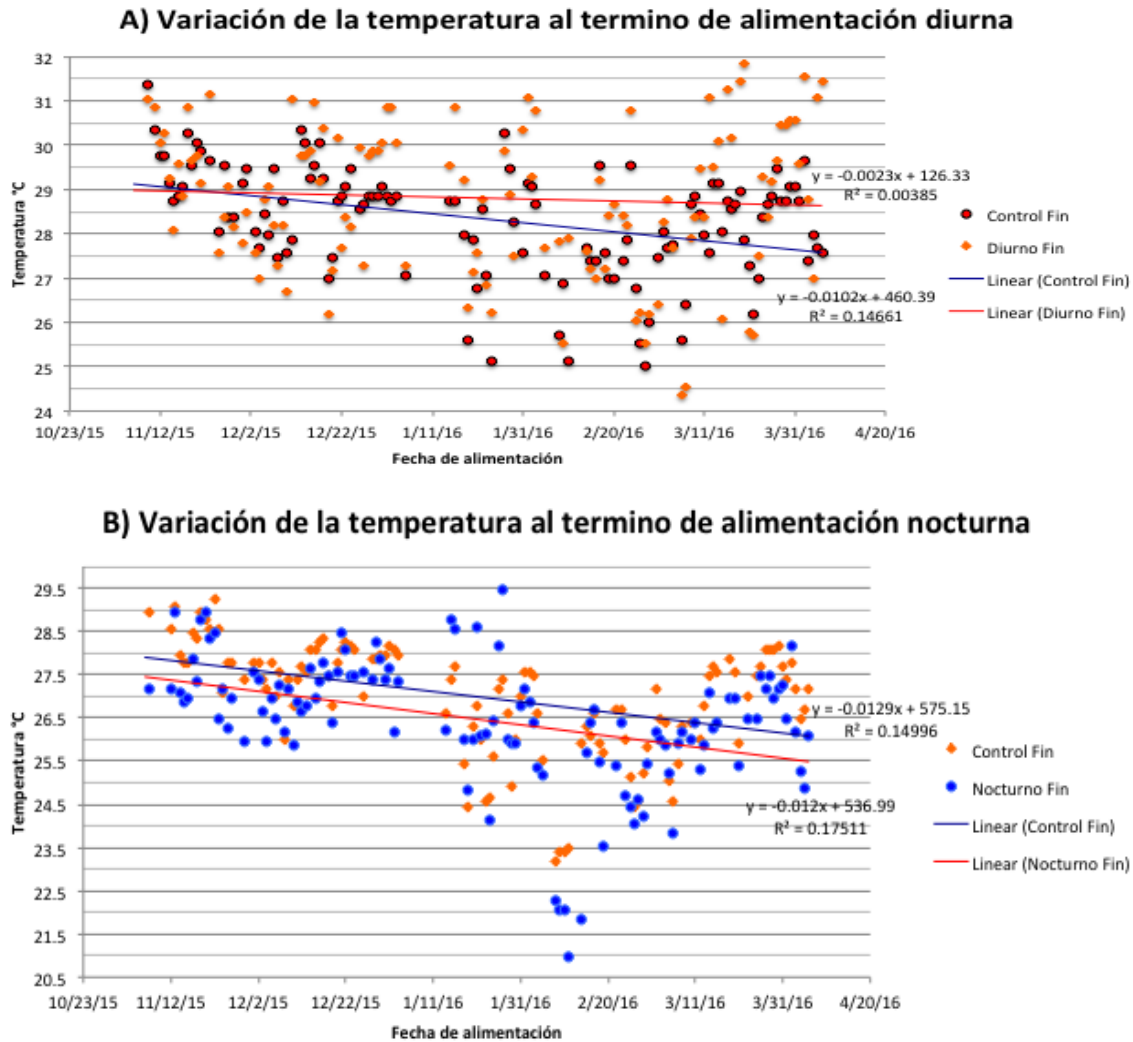 A) Variación de la temperatura al termino de alimentación diurna
32
31
30
29
28
27
26
25
24
Temperatura °C
y = -0.0023x + 126.33
R² = 0.00385
y = -0.0102x + 460.39
R² = 0.14661
Control Fin
Diurno Fin
Linear (Control Fin)
Linear (Diurno Fin)
10/23/15 11/12/15 12/2/15 12/22/15 1/11/16 1/31/16 2/20/16 3/11/16 3/31/16 4/20/16
Fecha de alimentación
B) Variación de la temperatura al termino de alimentación nocturna
29.5
28.5
27.5
26.5
25.5
24.5
23.5
22.5
21.5
20.5
Temperatura °C
y = -0.0129x + 575.15
R² = 0.14996
y = -0.012x + 536.99
R² = 0.17511
Control Fin
Nocturno Fin
Linear (Control Fin)
Linear (Nocturno Fin)
10/23/15 11/12/15 12/2/15 12/22/15 1/11/16 1/31/16 2/20/16 3/11/16 3/31/16 4/20/16
Fecha de alimentación